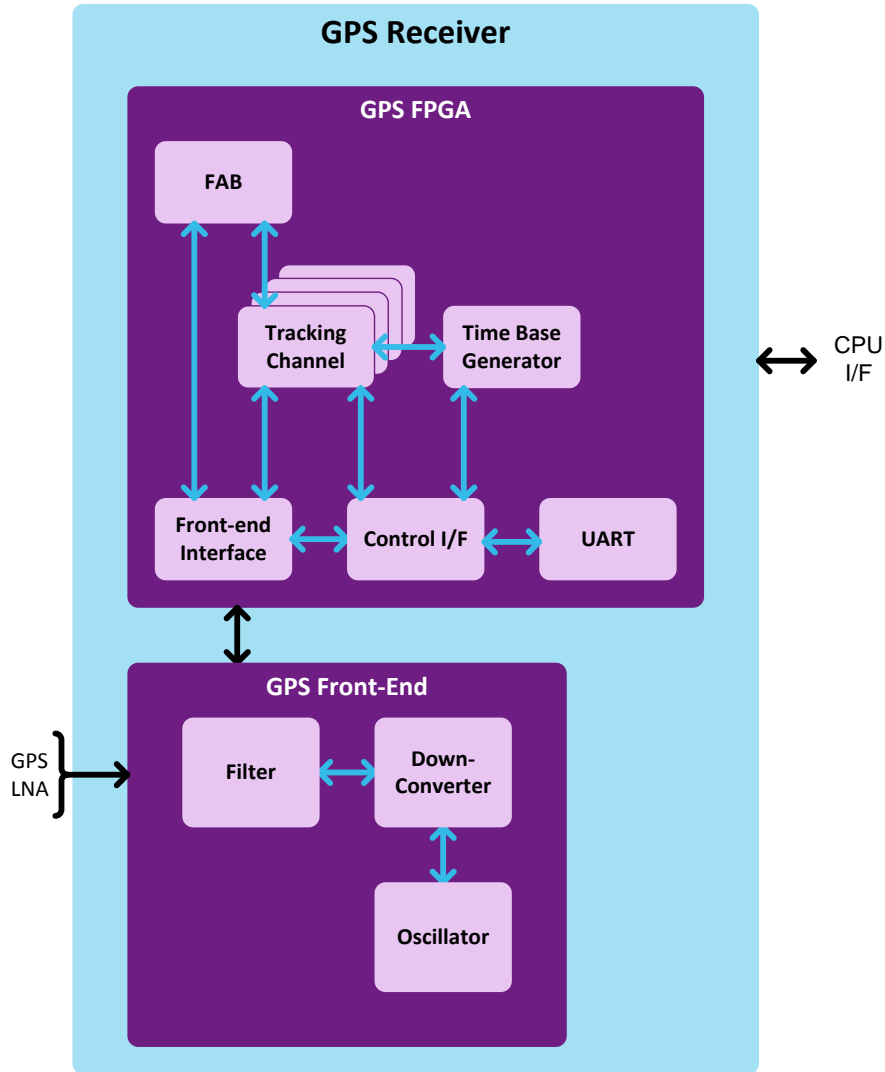 GPS Receiver
GPS FPGA
FAB
Tracking
Channel
Time Base
Generator
CPU
I/F
Front-end
Interface
Control I/F
UART
GPS Front-End
GPS
LNA
Filter
Down-
Converter
Oscillator